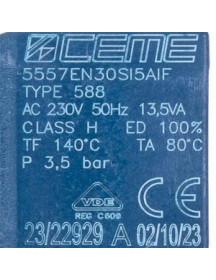 CEME
5557EN30SI5AIF
TYPE 588
AC 230V 50Hz 13,5VA
CLASS H ED 100%
TF 140°C TA 80°C
P 3,5 bar
VDE
REG C609
CE
23/22929 A 02/10/23